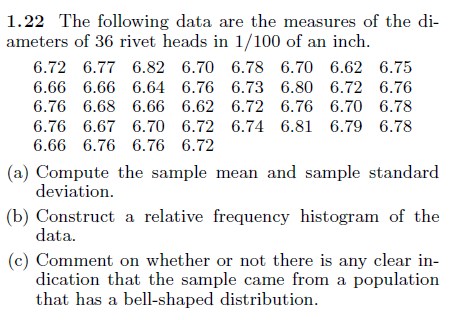 1.22 The following data are the measures of the di-
ameters of 36 rivet heads in 1/100 of an inch.
6.72 6.77 6.82 6.70 6.78 6.70 6.62 6.75
6.66 6.66 6.64 6.76 6.73 6.80 6.72 6.76
6.76 6.68 6.66 6.62 6.72 6.76 6.70 6.78
6.76 6.67 6.70 6.72 6.74 6.81 6.79 6.78
6.66 6.76 6.76 6.72
(a) Compute the sample mean and sample standard
deviation.
(b) Construct a relative frequency histogram of the
data.
(c) Comment on whether or not there is any clear in-
dication that the sample came from a population
that has a bell-shaped distribution.